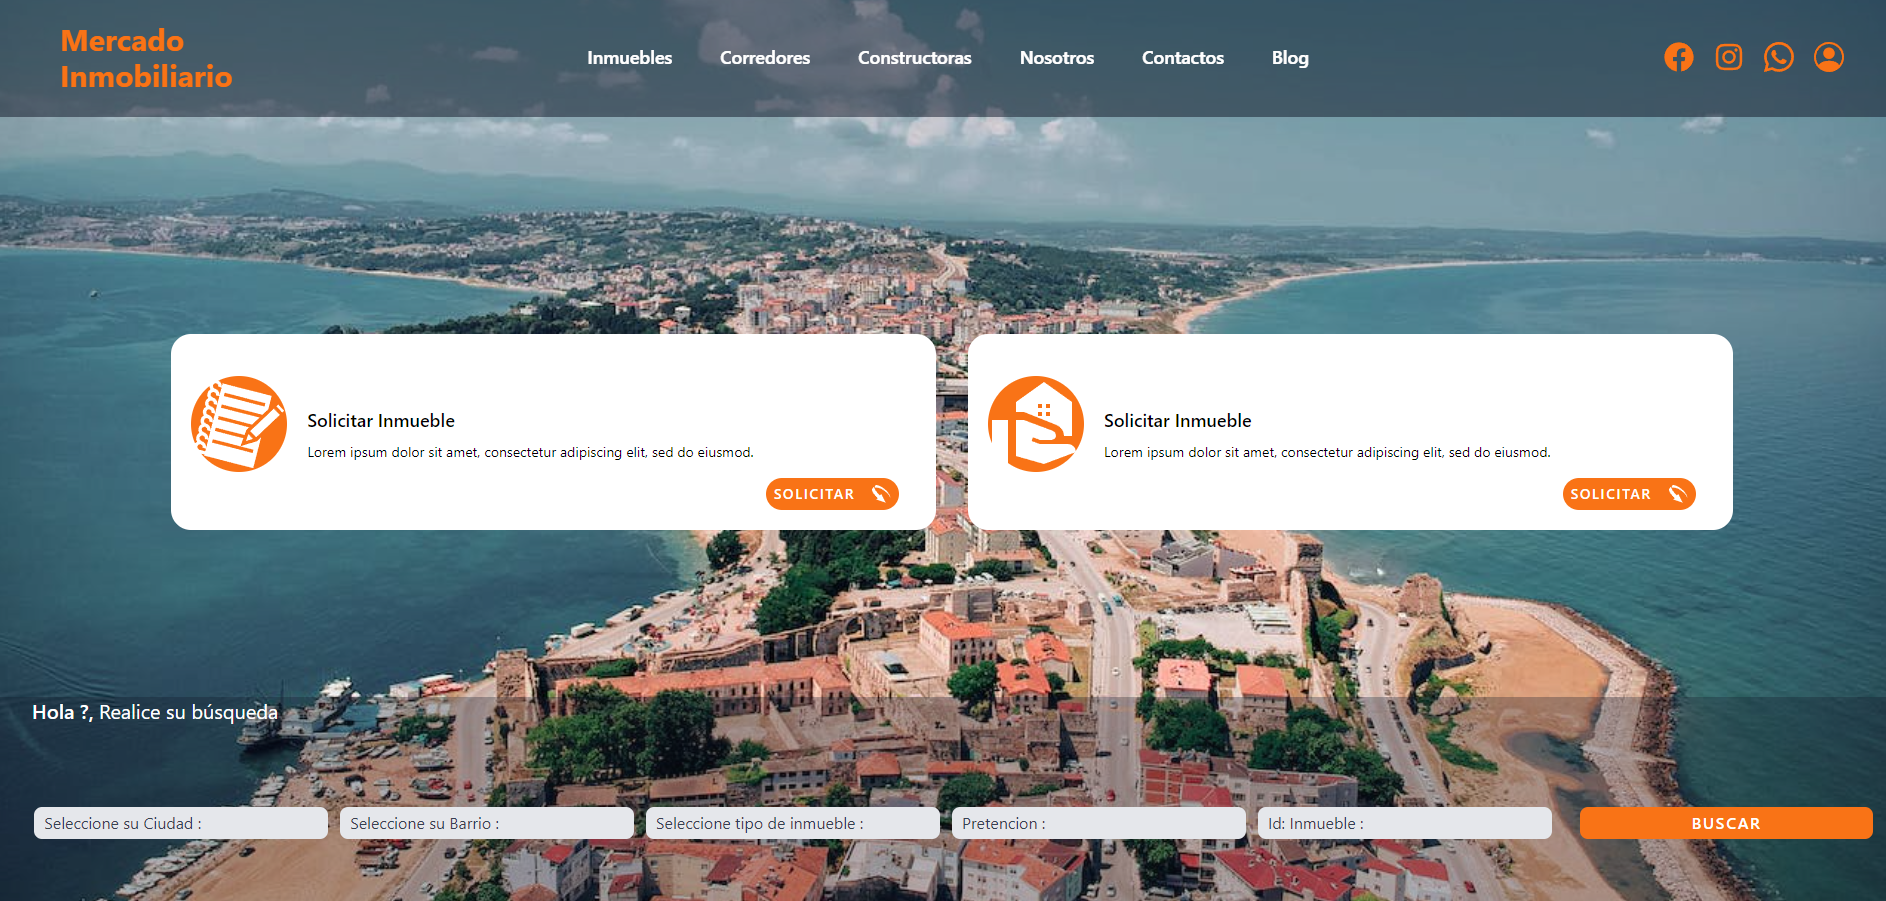 Mercado
Inmobiliario
Inmuebles Corredores Constructoras Nosotros Contactos Blog
Solicitar Inmueble
Lorem ipsum dolor sit amet, consectetur adipiscing elit, sed do eiusmod.
SOLICITAR
Solicitar Inmueble
Lorem ipsum dolor sit amet, consectetur adipiscing elit, sed do eiusmod.
SOLICITAR
Hola ?, Realice su búsqueda
Seleccione su Ciudad : Seleccione su Barrio : Seleccione tipo de inmueble : Pretencion : Id: Inmueble : BUSCAR